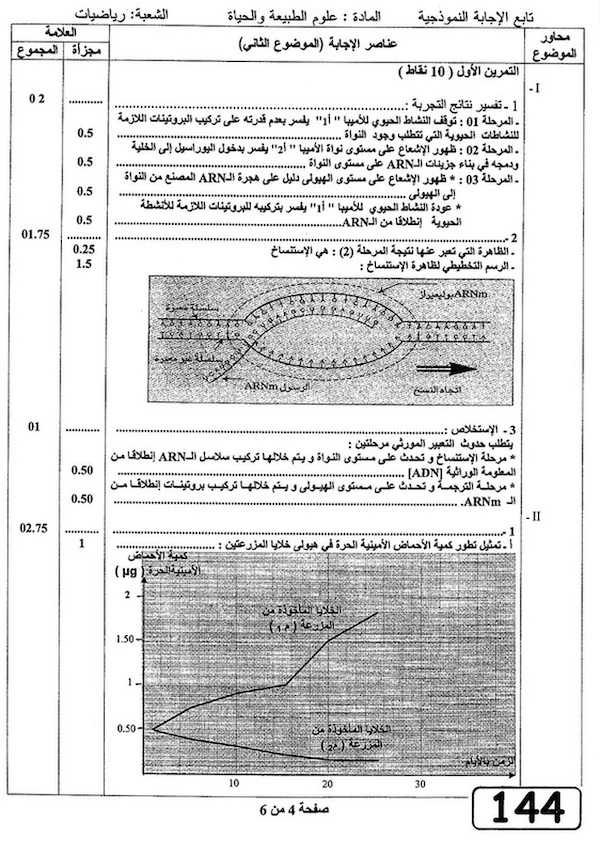 تابع الإجابة النموذجية المادة : علوم الطبيعة والحياة الشعبة: رياضيات
محاور الموضوع
عناصر الإجابة (الموضوع الثاني)
العلامة
مجزأة المجموع
التمرين الأول ( 10 نقاط )
I -
1 - تفسير نتائج التجربة : 0 2
- المرحلة 01 : توقف النشاط الحيوي للأميبا " أ1" يفسر بعدم قدرته على تركيب البروتينات اللازمة
للنشاطات الحيوية التي تتطلب وجود النواة 0.5
- المرحلة 02 : ظهور الإشعاع على مستوى نواة الأميبا " أ2" يفسر بدخول اليوراسيل إلى الخلية
ودمجه في بناء جزيئات الـARN على مستوى النواة 0.5
- المرحلة 03 : * ظهور الإشعاع على مستوى الهيولى دليل على هجرة الـARN المصنع من النواة
إلى الهيولى 0.5
* عودة النشاط الحيوي للأميبا " أ1" يفسر بتركيبه للبروتينات اللازمة للأنشطة
الحيوية إنطلاقا من الـARN 0.5
2 - 01.75
- الظاهرة التي تعبر عنها نتيجة المرحلة (2) : هي الإستنساخ 0.25
- الرسم التخطيطي لظاهرة الإستنساخ : 1.5
ARNm بوليميراز
سلسلة معبرة
سلسلة غير معبرة
ARNm الرسول
اتجاه النسخ
3 - الإستخلاص : 01
يتطلب حدوث التعبير المورثي مرحلتين :
* مرحلة الإستنساخ و تحدث على مستوى النواة و يتم خلالها تركيب سلاسل الـARN إنطلاقا من
المعلومة الوراثية [ADN] 0.50
* مرحلة الترجمة و تحدث على مستوى الهيولى و يتم خلالها تركيب بروتينات إنطلاقا من
الـ ARNm. 0.50
II -
1 - 02.75
أ - تمثيل تطور كمية الأحماض الأمينية الحرة في هيولى خلايا المزرعتين : 1
كمية الأحماض
الأمينية الحرة ( µg )
2
1.50
1
0.50
الخلايا المأخوذة من
المزرعة ( م1 )
الخلايا المأخوذة من
المزرعة ( م2 )
10 20 30
الزمن بالأيام
صفحة 4 من 6
144